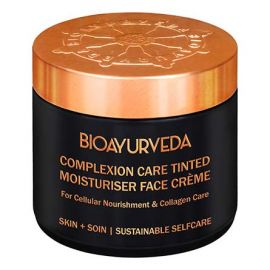 BIOAYURVEDA
COMPLEXION CARE TINTED
MOISTURISER FACE CRÈME
For Cellular Nourishment & Collagen Care
SKIN + SOIN | SUSTAINABLE SELFCARE